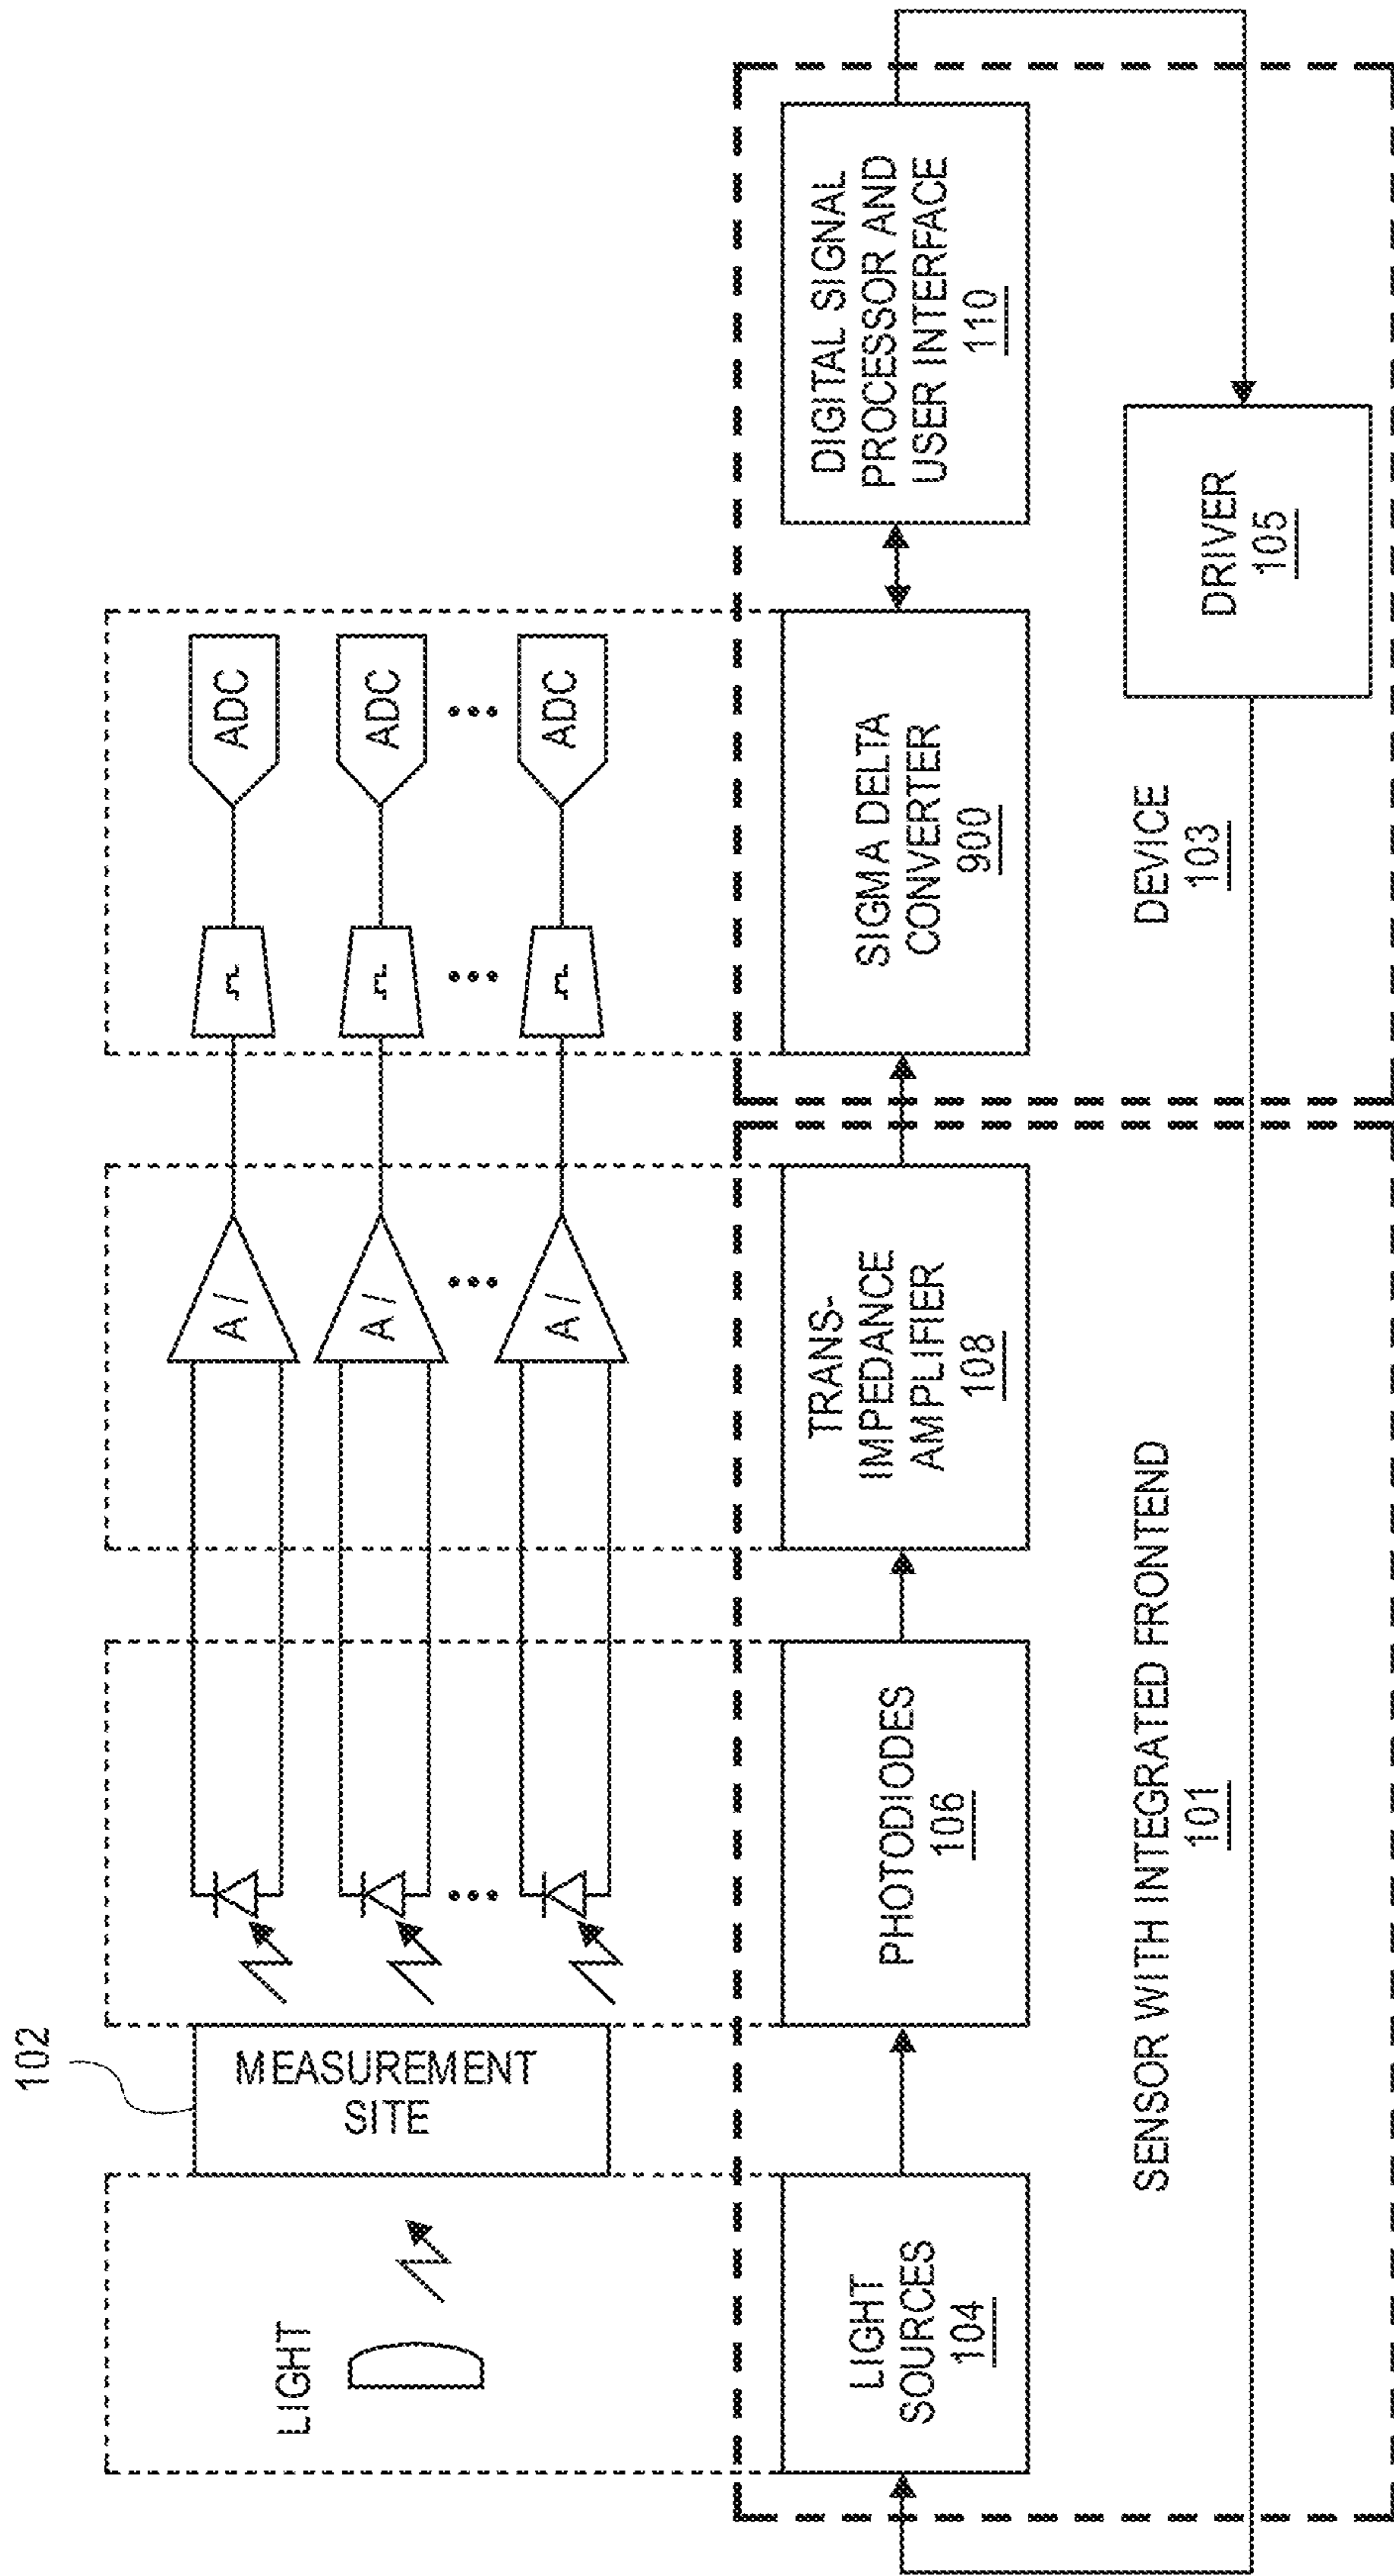 102
LIGHT
MEASUREMENT
SITE
A /
A /
A /
ADC
ADC
ADC
LIGHT
SOURCES
104
PHOTODIODES
106
TRANS-
IMPEDANCE
AMPLIFIER
108
SIGMA DELTA
CONVERTER
900
DIGITAL SIGNAL
PROCESSOR AND
USER INTERFACE
110
SENSOR WITH INTEGRATED FRONTEND
101
DEVICE
103
DRIVER
105